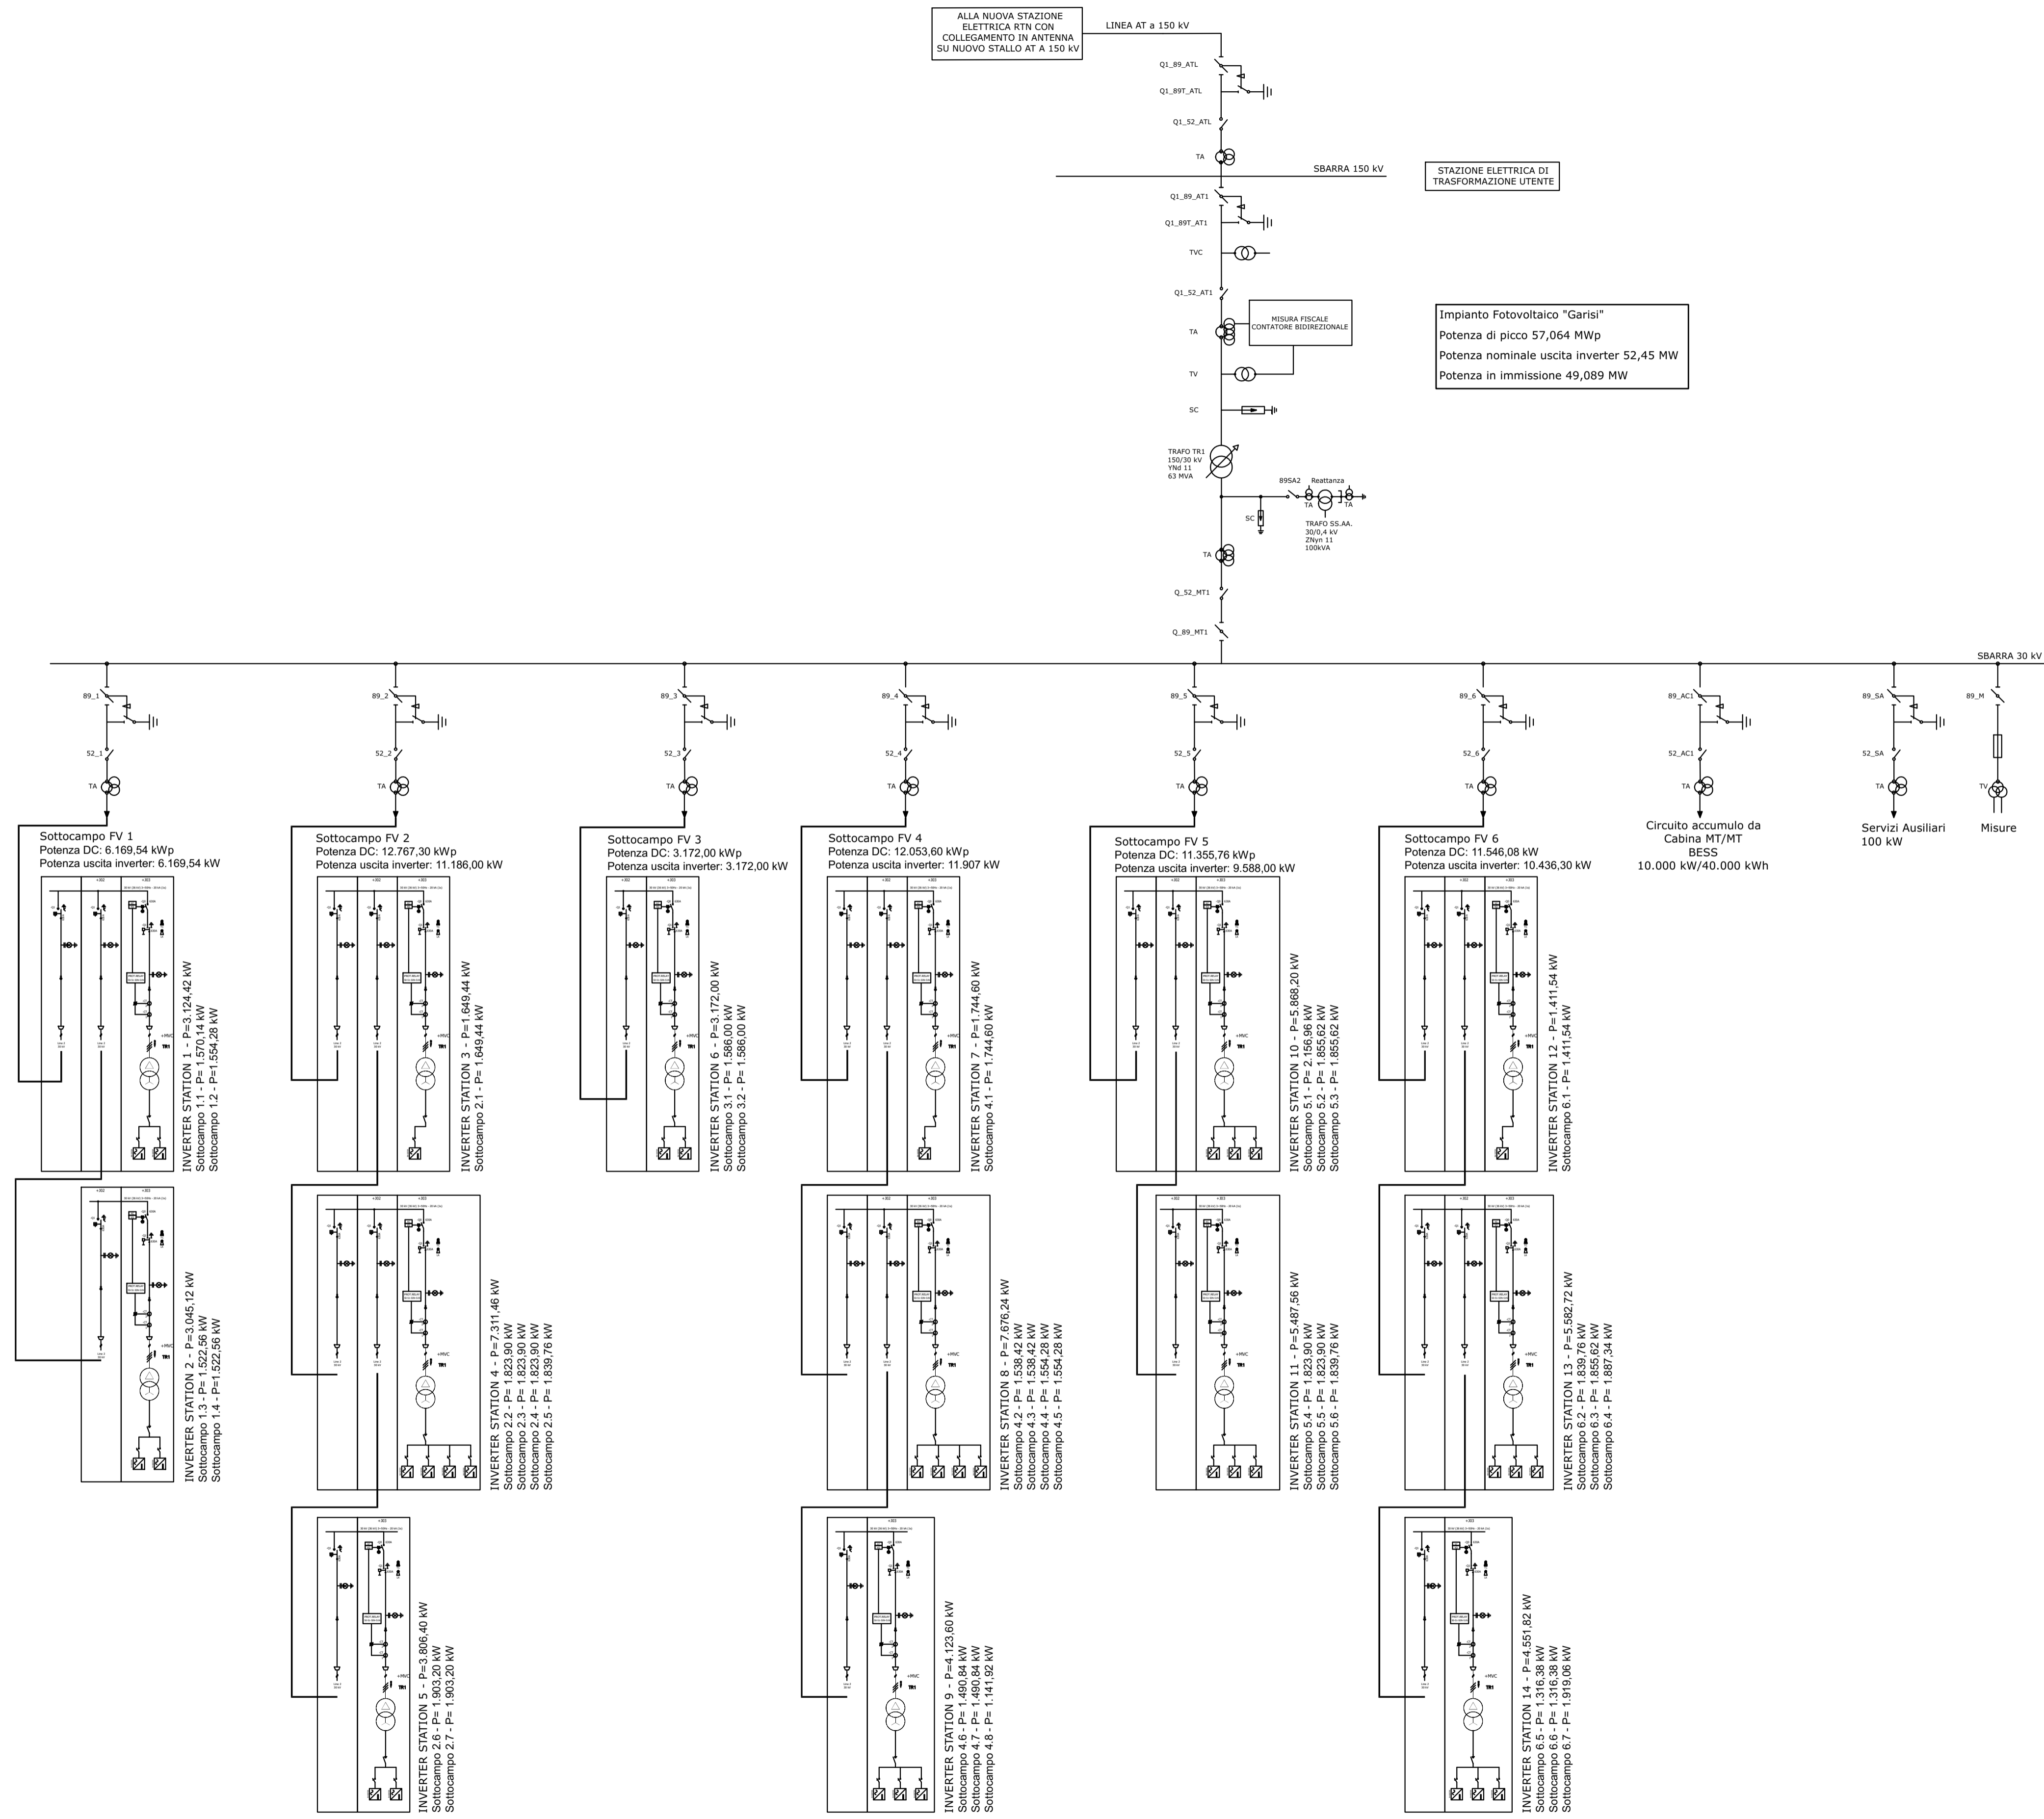 ALLA NUOVA STAZIONE
ELETTRICA RTN CON
COLLEGAMENTO IN ANTENNA
SU NUOVO STALLO AT A 150 kV
LINEA AT a 150 kV
Q1_89_ATL
Q1_89T_ATL
Q1_52_ATL
TA
SBARRA 150 kV
STAZIONE ELETTRICA DI
TRASFORMAZIONE UTENTE
Q1_89_AT1
Q1_89T_AT1
TVC
Q1_52_AT1
TA
MISURA FISCALE
CONTATORE BIDIREZIONALE
TV
SC
Impianto Fotovoltaico "Garisi"
Potenza di picco 57,064 MWp
Potenza nominale uscita inverter 52,45 MW
Potenza in immissione 49,089 MW
TRAFO TR1
150/30 kV
YNd 11
63 MVA
89SA2
Reattanza
TA
TA
SC
TRAFO SS.AA.
30/0,4 kV
ZNyn 11
100kVA
TA
Q_52_MT1
Q_89_MT1
SBARRA 30 kV
89_1
89_2
89_3
89_4
89_5
89_6
89_AC1
89_SA
89_M
52_1
52_2
52_3
52_4
52_5
52_6
52_AC1
52_SA
TA
TA
TA
TA
TA
TA
TA
TA
TV
Sottocampo FV 1
Potenza DC: 6.169,54 kWp
Potenza uscita inverter: 6.169,54 kW
Sottocampo FV 2
Potenza DC: 12.767,30 kWp
Potenza uscita inverter: 11.186,00 kW
Sottocampo FV 3
Potenza DC: 3.172,00 kWp
Potenza uscita inverter: 3.172,00 kW
Sottocampo FV 4
Potenza DC: 12.053,60 kWp
Potenza uscita inverter: 11.907 kW
Sottocampo FV 5
Potenza DC: 11.355,76 kWp
Potenza uscita inverter: 9.588,00 kW
Sottocampo FV 6
Potenza DC: 11.546,08 kWp
Potenza uscita inverter: 10.436,30 kW
Circuito accumulo da
Cabina MT/MT
BESS
10.000 kW/40.000 kWh
Servizi Ausiliari
100 kW
Misure
INVERTER STATION 1 - P=3.124,42 kW
Sottocampo 1.1 - P= 1.570,14 kW
Sottocampo 1.2 - P=1.554,28 kW
INVERTER STATION 3 - P=1.649,44 kW
Sottocampo 2.1 - P= 1.649,44 kW
INVERTER STATION 6 - P=3.172,00 kW
Sottocampo 3.1 - P= 1.586,00 kW
Sottocampo 3.2 - P= 1.586,00 kW
INVERTER STATION 7 - P=1.744,60 kW
Sottocampo 4.1 - P= 1.744,60 kW
INVERTER STATION 10 - P=5.868,20 kW
Sottocampo 5.1 - P= 2.156,96 kW
Sottocampo 5.2 - P= 1.855,62 kW
Sottocampo 5.3 - P= 1.855,62 kW
INVERTER STATION 12 - P=1.411,54 kW
Sottocampo 6.1 - P= 1.411,54 kW
INVERTER STATION 2 - P=3.045,12 kW
Sottocampo 1.3 - P= 1.522,56 kW
Sottocampo 1.4 - P=1.522,56 kW
INVERTER STATION 4 - P=7.311,46 kW
Sottocampo 2.2 - P= 1.823,90 kW
Sottocampo 2.3 - P= 1.823,90 kW
Sottocampo 2.4 - P= 1.823,90 kW
Sottocampo 2.5 - P= 1.839,76 kW
INVERTER STATION 8 - P=7.676,24 kW
Sottocampo 4.2 - P= 1.538,42 kW
Sottocampo 4.3 - P= 1.538,42 kW
Sottocampo 4.4 - P= 1.554,28 kW
Sottocampo 4.5 - P= 1.554,28 kW
INVERTER STATION 11 - P=5.487,56 kW
Sottocampo 5.4 - P= 1.823,90 kW
Sottocampo 5.5 - P= 1.823,90 kW
Sottocampo 5.6 - P= 1.839,76 kW
INVERTER STATION 13 - P=5.582,72 kW
Sottocampo 6.2 - P= 1.839,76 kW
Sottocampo 6.3 - P= 1.855,62 kW
Sottocampo 6.4 - P= 1.887,34 kW
INVERTER STATION 5 - P=3.806,40 kW
Sottocampo 2.6 - P= 1.903,20 kW
Sottocampo 2.7 - P= 1.903,20 kW
INVERTER STATION 9 - P=4.123,60 kW
Sottocampo 4.6 - P= 1.490,84 kW
Sottocampo 4.7 - P= 1.490,84 kW
Sottocampo 4.8 - P= 1.141,92 kW
INVERTER STATION 14 - P=4.551,82 kW
Sottocampo 6.5 - P= 1.316,38 kW
Sottocampo 6.6 - P= 1.316,38 kW
Sottocampo 6.7 - P= 1.919,06 kW